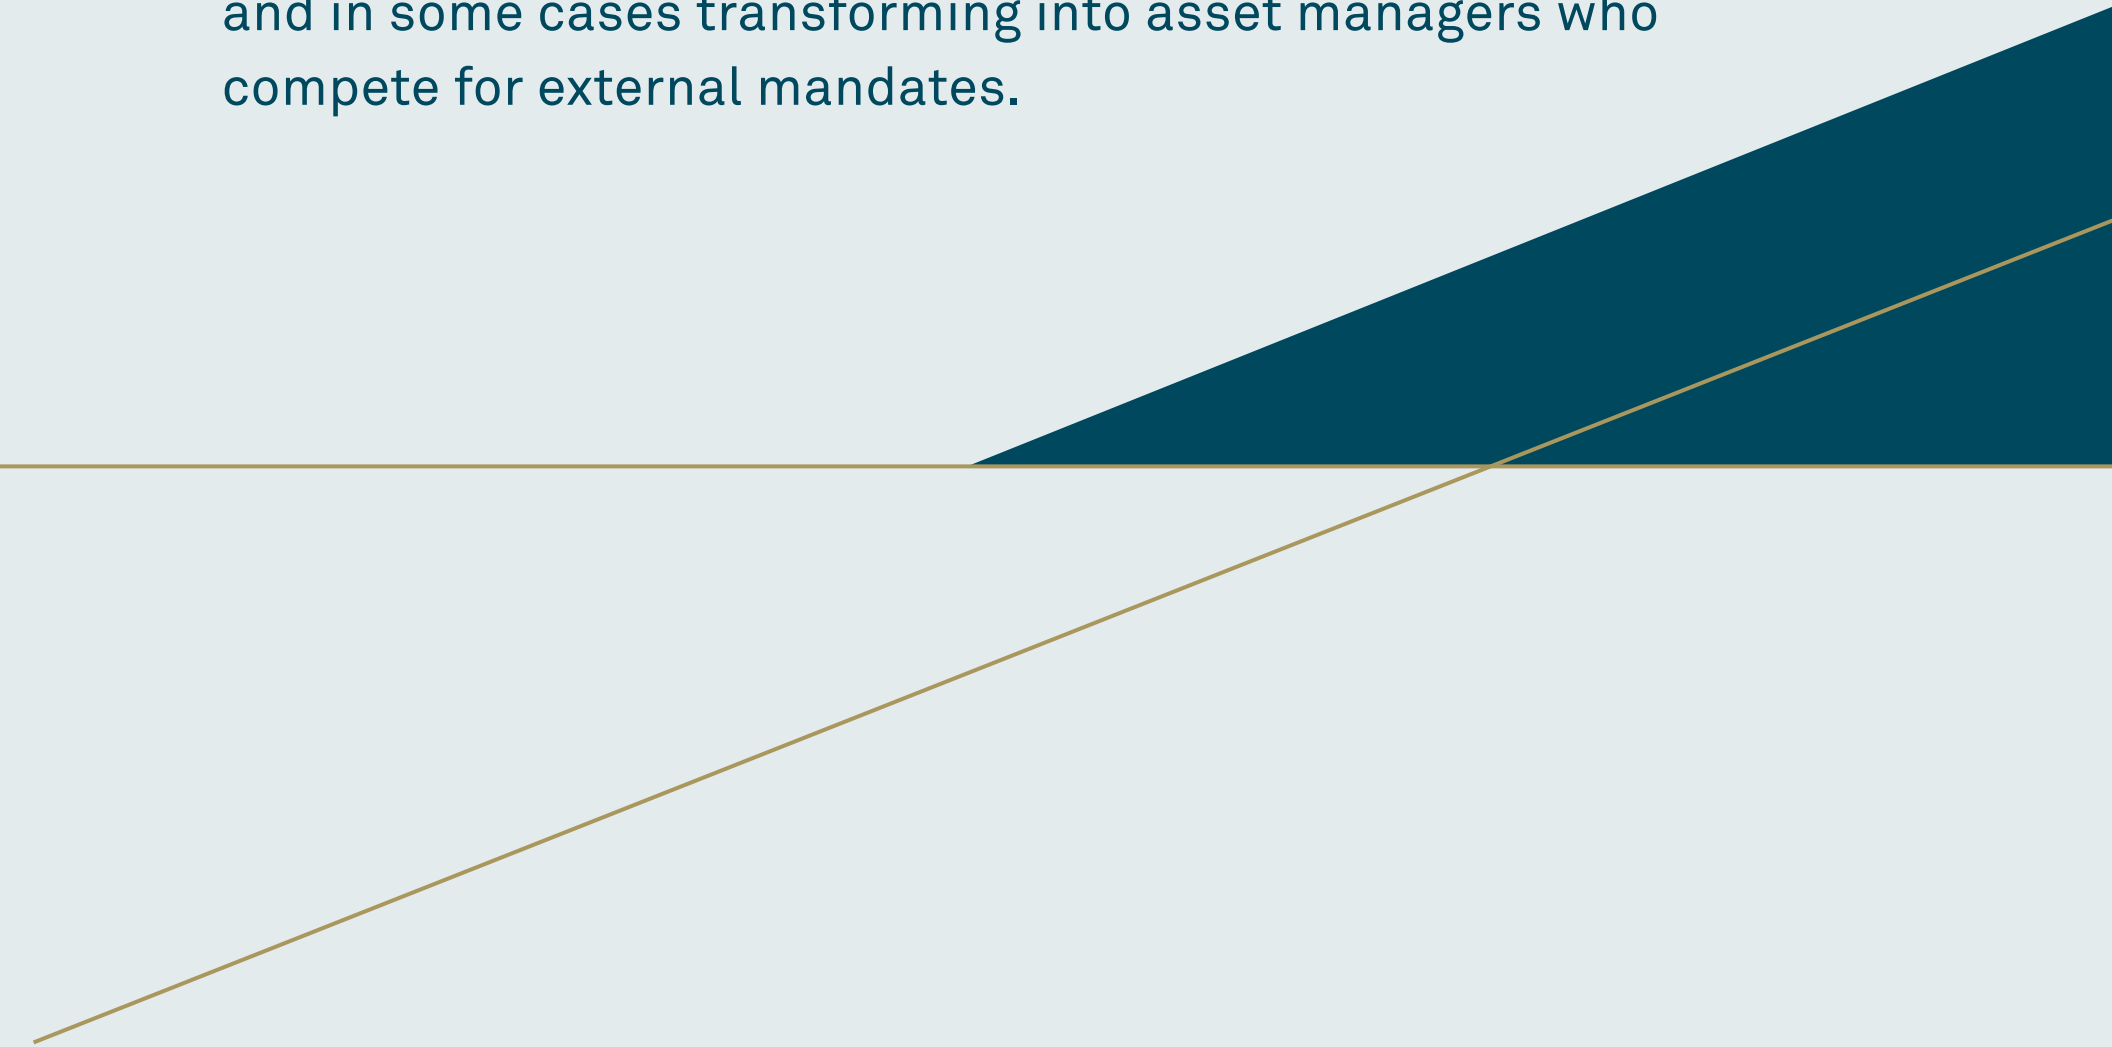 and in some cases transforming into asset managers who
compete for external mandates.